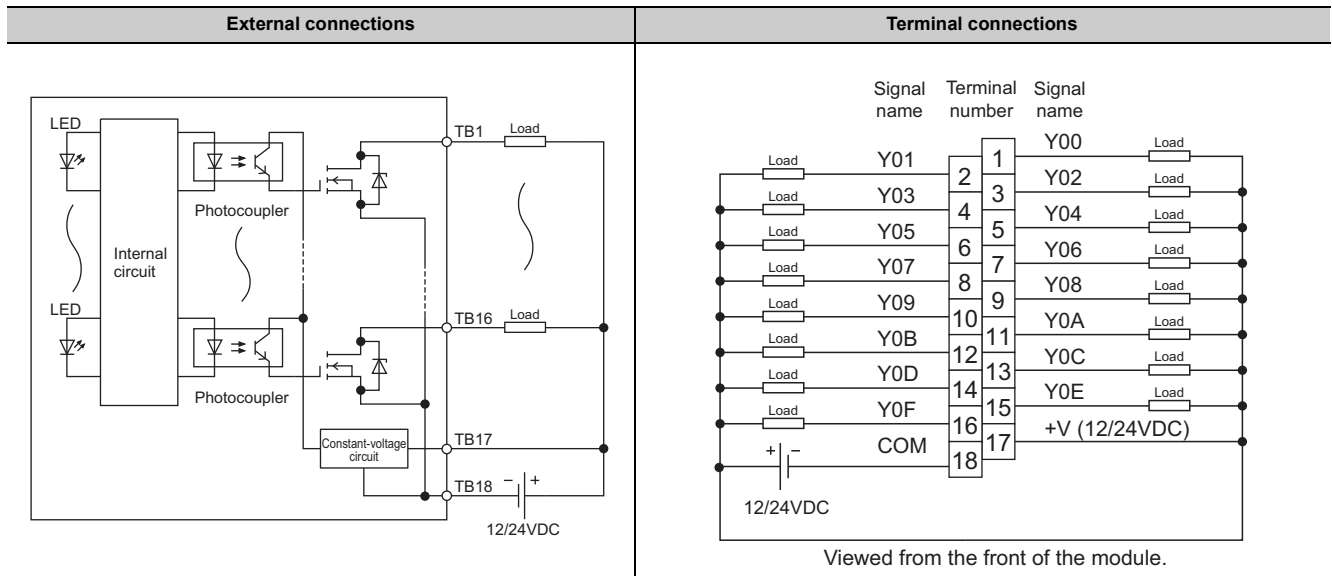 External connections
Terminal connections
LED
Photocoupler
Internal
circuit
LED
Photocoupler
TB1
Load
TB16
Load
Constant-voltage
circuit
TB17
TB18
− +
12/24VDC
Signal
name
Terminal
number
Signal
name
1 Y00 Load
Load Y01 2
3 Y02 Load
Load Y03 4
5 Y04 Load
Load Y05 6
7 Y06 Load
Load Y07 8
9 Y08 Load
Load Y09 10
11 Y0A Load
Load Y0B 12
13 Y0C Load
Load Y0D 14
15 Y0E Load
Load Y0F 16
17 +V (12/24VDC)
COM 18
+ −
12/24VDC
Viewed from the front of the module.